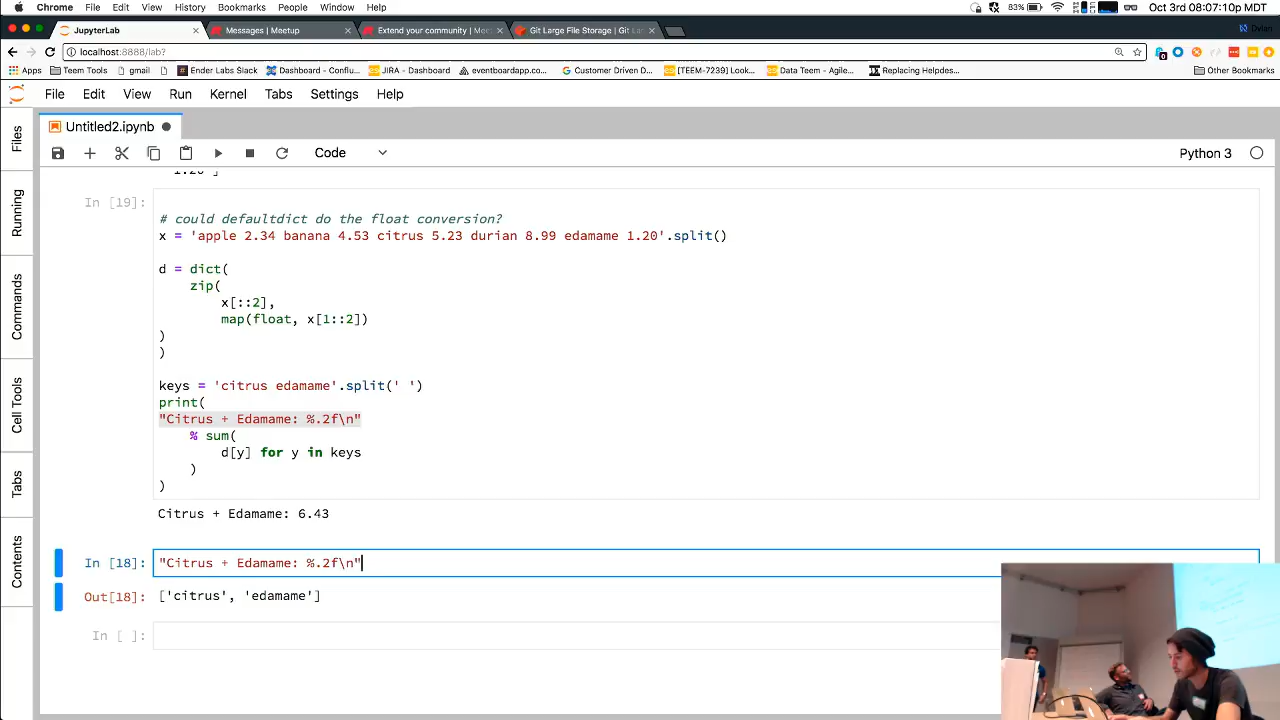 Chrome File Edit View History Bookmarks People Window Help 83% Oct 3rd 08:07:10p MDT
JupyterLab Messages | Meetup Extend your community | Mee Git Large File Storage | Git La Dvian
localhost:8888/lab?
Apps Teem Tools gmail Ender Labs Slack Dashboard - Conflu... JIRA - Dashboard eventboardapp.co... Customer Driven D... [TEEM-7239] Look... Data Teem - Agile... Replacing Helpdes... Other Bookmarks
File Edit View Run Kernel Tabs Settings Help
Untitled2.ipynb
Code Python 3
Files
Running
Commands
Cell Tools
Tabs
Contents
1.20']
In [19]:
# could defaultdict do the float conversion?
x = 'apple 2.34 banana 4.53 citrus 5.23 durian 8.99 edamame 1.20'.split()
d = dict(
zip(
x[::2],
map(float, x[1::2])
)
)
keys = 'citrus edamame'.split(' ')
print(
"Citrus + Edamame: %.2f\n"
% sum(
d[y] for y in keys
)
)
Citrus + Edamame: 6.43
In [18]: "Citrus + Edamame: %.2f\n"
Out[18]: ['citrus', 'edamame']
In [ ]: